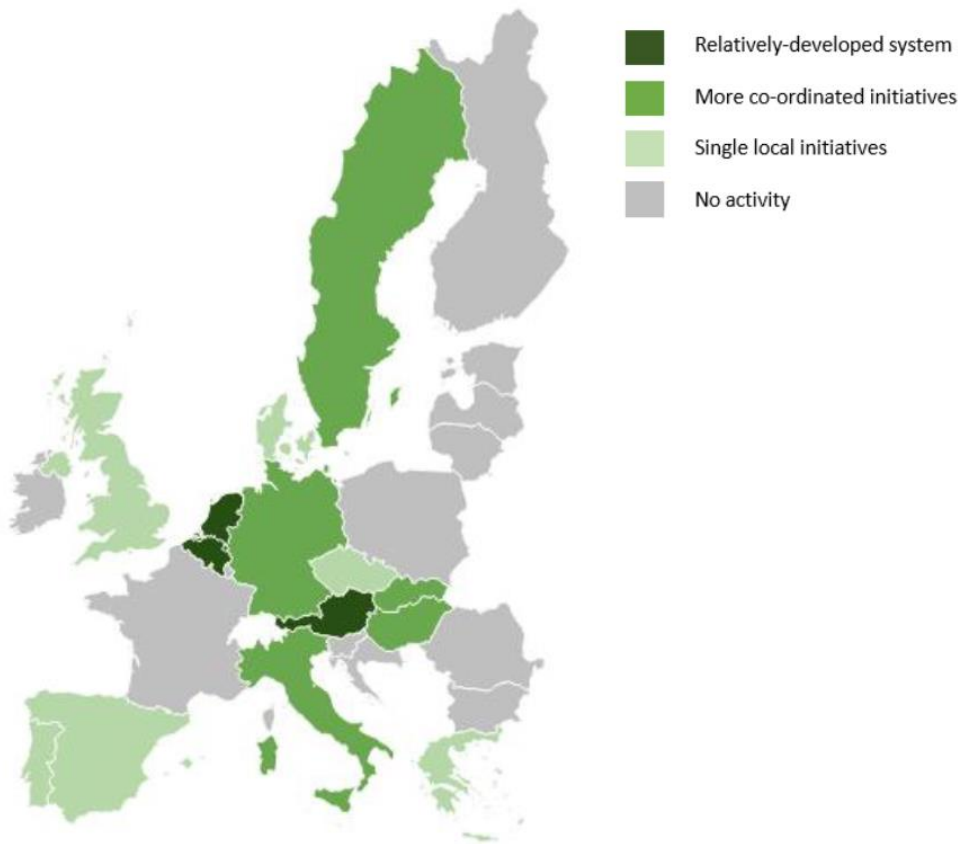 Relatively-developed system
More co-ordinated initiatives
Single local initiatives
No activity